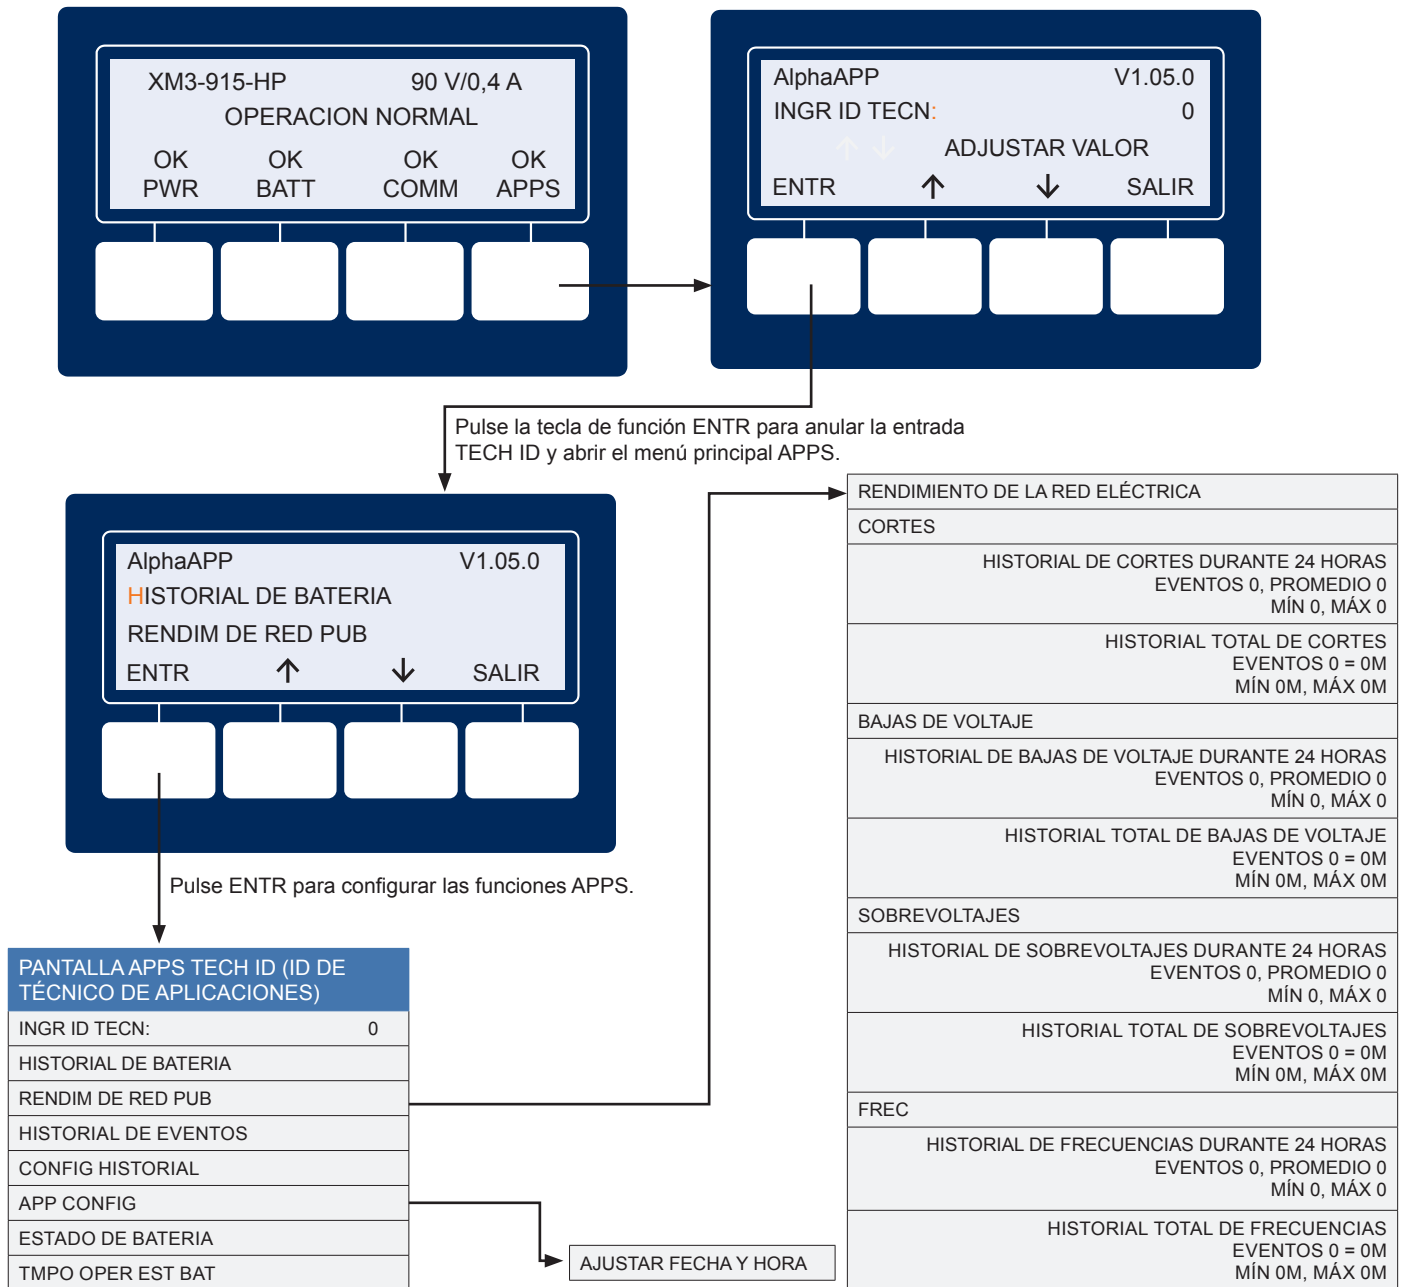 XM3-915-HP 90 V/0,4 A
OPERACION NORMAL
OK OK OK OK
PWR BATT COMM APPS
AlphaAPP V1.05.0
INGR ID TECN: 0
↑ ↓ ADJUSTAR VALOR
ENTR ↑ ↓ SALIR
Pulse la tecla de función ENTR para anular la entrada
TECH ID y abrir el menú principal APPS.
AlphaAPP V1.05.0
HISTORIAL DE BATERIA
RENDIM DE RED PUB
ENTR ↑ ↓ SALIR
Pulse ENTR para configurar las funciones APPS.
PANTALLA APPS TECH ID (ID DE
TÉCNICO DE APLICACIONES)
INGR ID TECN: 0
HISTORIAL DE BATERIA
RENDIM DE RED PUB
HISTORIAL DE EVENTOS
CONFIG HISTORIAL
APP CONFIG
ESTADO DE BATERIA
TMPO OPER EST BAT
AJUSTAR FECHA Y HORA
RENDIMIENTO DE LA RED ELÉCTRICA
CORTES
HISTORIAL DE CORTES DURANTE 24 HORAS
EVENTOS 0, PROMEDIO 0
MÍN 0, MÁX 0
HISTORIAL TOTAL DE CORTES
EVENTOS 0 = 0M
MÍN 0M, MÁX 0M
BAJAS DE VOLTAJE
HISTORIAL DE BAJAS DE VOLTAJE DURANTE 24 HORAS
EVENTOS 0, PROMEDIO 0
MÍN 0, MÁX 0
HISTORIAL TOTAL DE BAJAS DE VOLTAJE
EVENTOS 0 = 0M
MÍN 0M, MÁX 0M
SOBREVOLTAJES
HISTORIAL DE SOBREVOLTAJES DURANTE 24 HORAS
EVENTOS 0, PROMEDIO 0
MÍN 0, MÁX 0
HISTORIAL TOTAL DE SOBREVOLTAJES
EVENTOS 0 = 0M
MÍN 0M, MÁX 0M
FREC
HISTORIAL DE FRECUENCIAS DURANTE 24 HORAS
EVENTOS 0, PROMEDIO 0
MÍN 0, MÁX 0
HISTORIAL TOTAL DE FRECUENCIAS
EVENTOS 0 = 0M
MÍN 0M, MÁX 0M